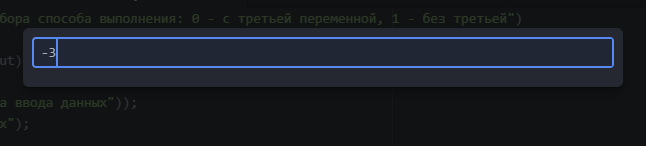 бора способа выполнения: 0 - с третьей переменной, 1 - без третьей")
-3
ut)
а ввода данных"));
х");